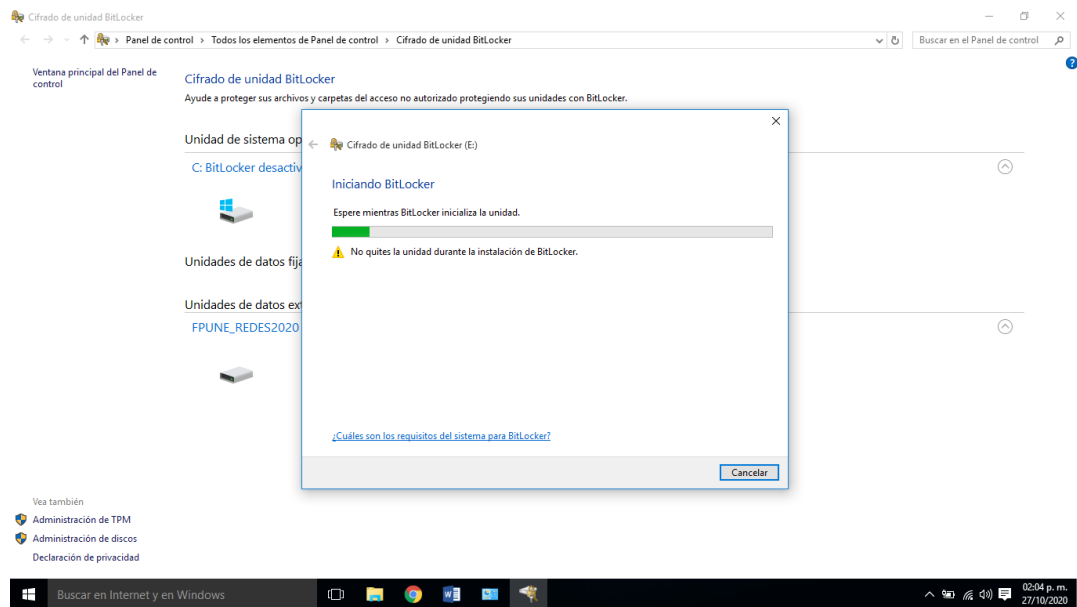 Cifrado de unidad BitLocker
Panel de control > Todos los elementos de Panel de control > Cifrado de unidad BitLocker
Buscar en el Panel de control
Ventana principal del Panel de
control
Cifrado de unidad BitLocker
Ayude a proteger sus archivos y carpetas del acceso no autorizado protegiendo sus unidades con BitLocker.
Unidad de sistema op
C: BitLocker desactiv
Unidades de datos fija
Unidades de datos ext
FPUNE_REDES2020
Cifrado de unidad BitLocker (E:)
Iniciando BitLocker
Espere mientras BitLocker inicializa la unidad.
No quites la unidad durante la instalación de BitLocker.
¿Cuáles son los requisitos del sistema para BitLocker?
Cancelar
Vea también
Administración de TPM
Administración de discos
Declaración de privacidad
Buscar en Internet y en Windows
02:04 p. m.
27/10/2020